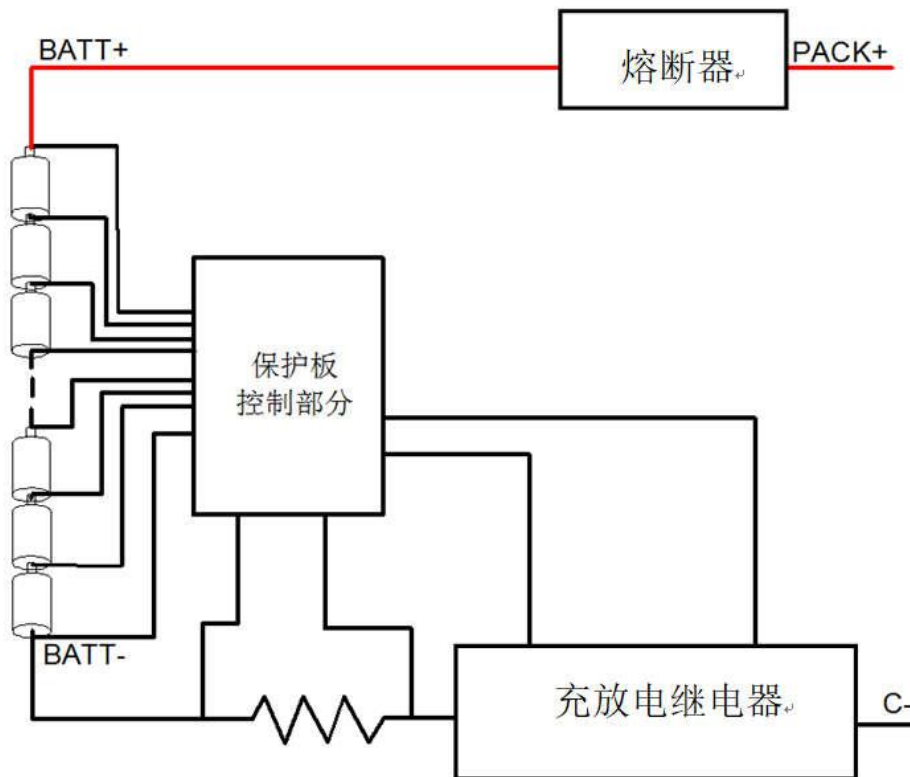 BATT+
熔断器
PACK+
保护板
控制部分
BATT-
充放电继电器
C-